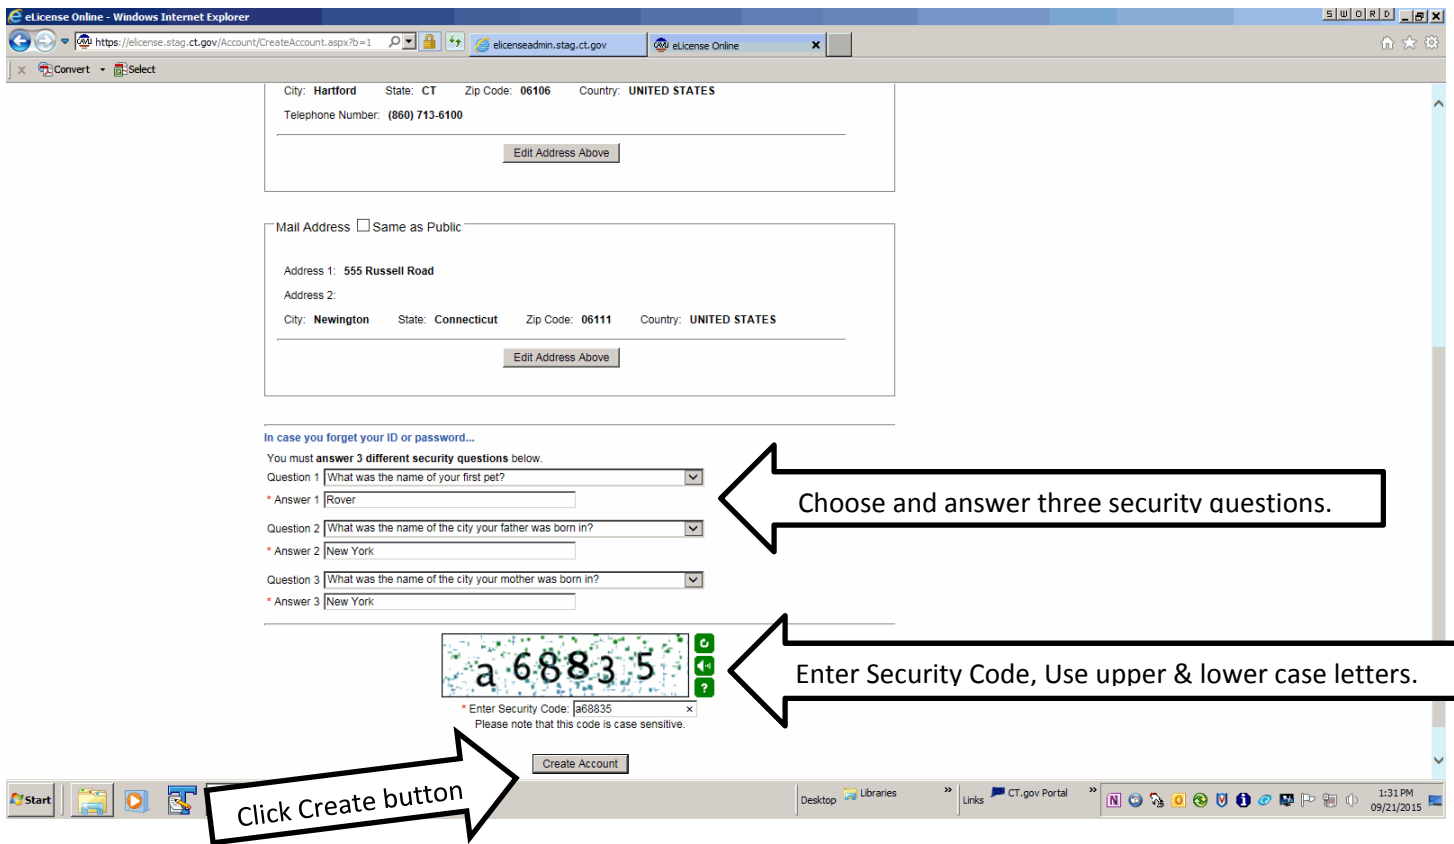 eLicense Online - Windows Internet Explorer
S W O R D
https://elicense.stag.ct.gov/Account/CreateAccount.aspx?b=1
elicenseadmin.stag.ct.gov
eLicense Online
x Convert Select
City: Hartford State: CT Zip Code: 06106 Country: UNITED STATES
Telephone Number: (860) 713-6100
Edit Address Above
Mail Address Same as Public
Address 1: 555 Russell Road
Address 2:
City: Newington State: Connecticut Zip Code: 06111 Country: UNITED STATES
Edit Address Above
In case you forget your ID or password...
You must answer 3 different security questions below.
Question 1 What was the name of your first pet?
* Answer 1 Rover
Choose and answer three security questions.
Question 2 What was the name of the city your father was born in?
* Answer 2 New York
Question 3 What was the name of the city your mother was born in?
* Answer 3 New York
a 68835
?
Enter Security Code, Use upper & lower case letters.
* Enter Security Code: a68835 x
Please note that this code is case sensitive.
Create Account
Click Create button
Start
Desktop Libraries » Links CT.gov Portal »
1:31 PM
09/21/2015